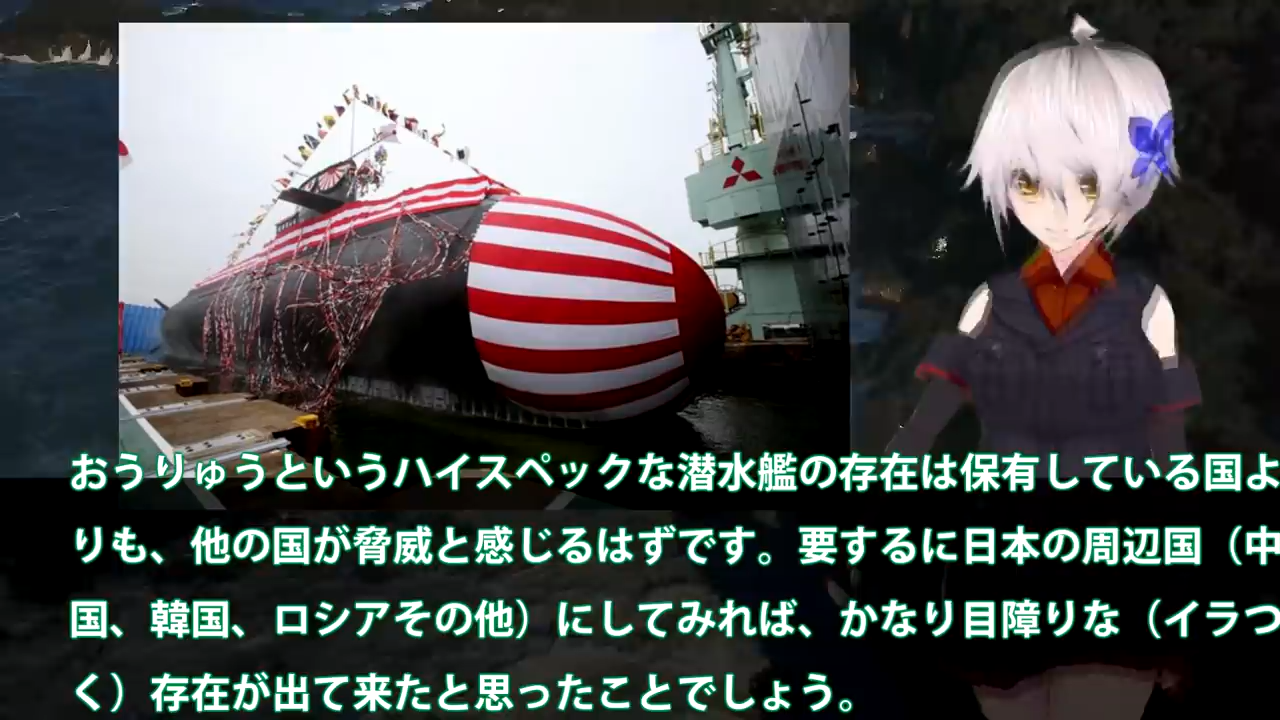 おうりゅうというハイスペックな潜水艦の存在は保有している国よ
りも、他の国が脅威と感じるはずです。要するに日本の周辺国（中
国、韓国、ロシアその他）にしてみれば、かなり目障りな（イラつ
く）存在が出て来たと思ったことでしょう。